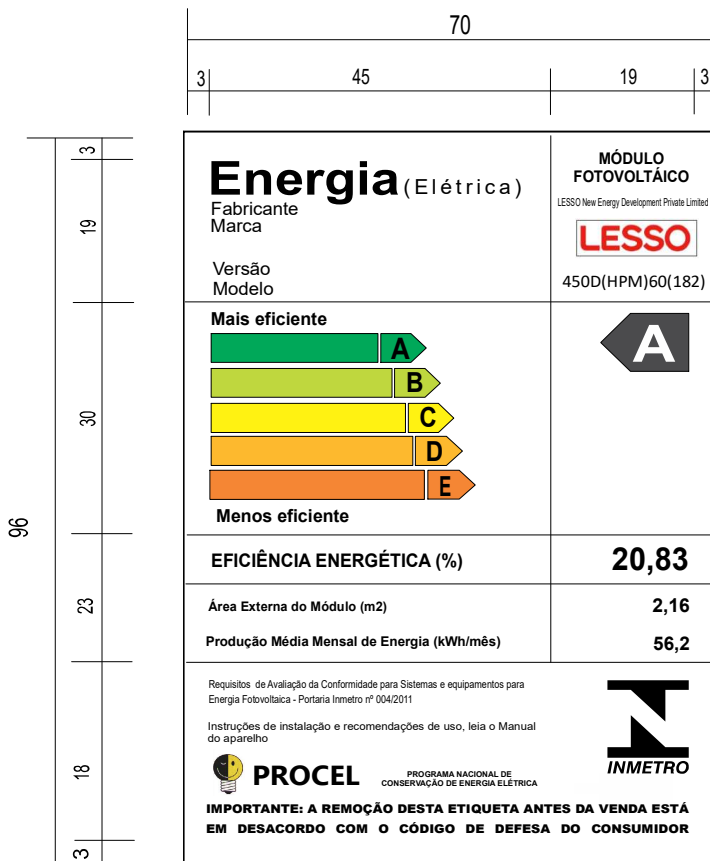 70
3 45 19 3
96
3
19
30
23
18
3
Energia (Elétrica)
Fabricante
Marca
Versão
Modelo
MÓDULO
FOTOVOLTÁICO
LESSO New Energy Development Private Limited
LESSO
450D(HPM)60(182)
Mais eficiente
A
B
C
D
E
Menos eficiente
A
EFICIÊNCIA ENERGÉTICA (%) 20,83
Área Externa do Módulo (m2) 2,16
Produção Média Mensal de Energia (kWh/mês) 56,2
Requisitos de Avaliação da Conformidade para Sistemas e equipamentos para
Energia Fotovoltaica - Portaria Inmetro nº 004/2011
Instruções de instalação e recomendações de uso, leia o Manual
do aparelho
INMETRO
PROCEL
PROGRAMA NACIONAL DE
CONSERVAÇÃO DE ENERGIA ELÉTRICA
IMPORTANTE: A REMOÇÃO DESTA ETIQUETA ANTES DA VENDA ESTÁ
EM DESACORDO COM O CÓDIGO DE DEFESA DO CONSUMIDOR